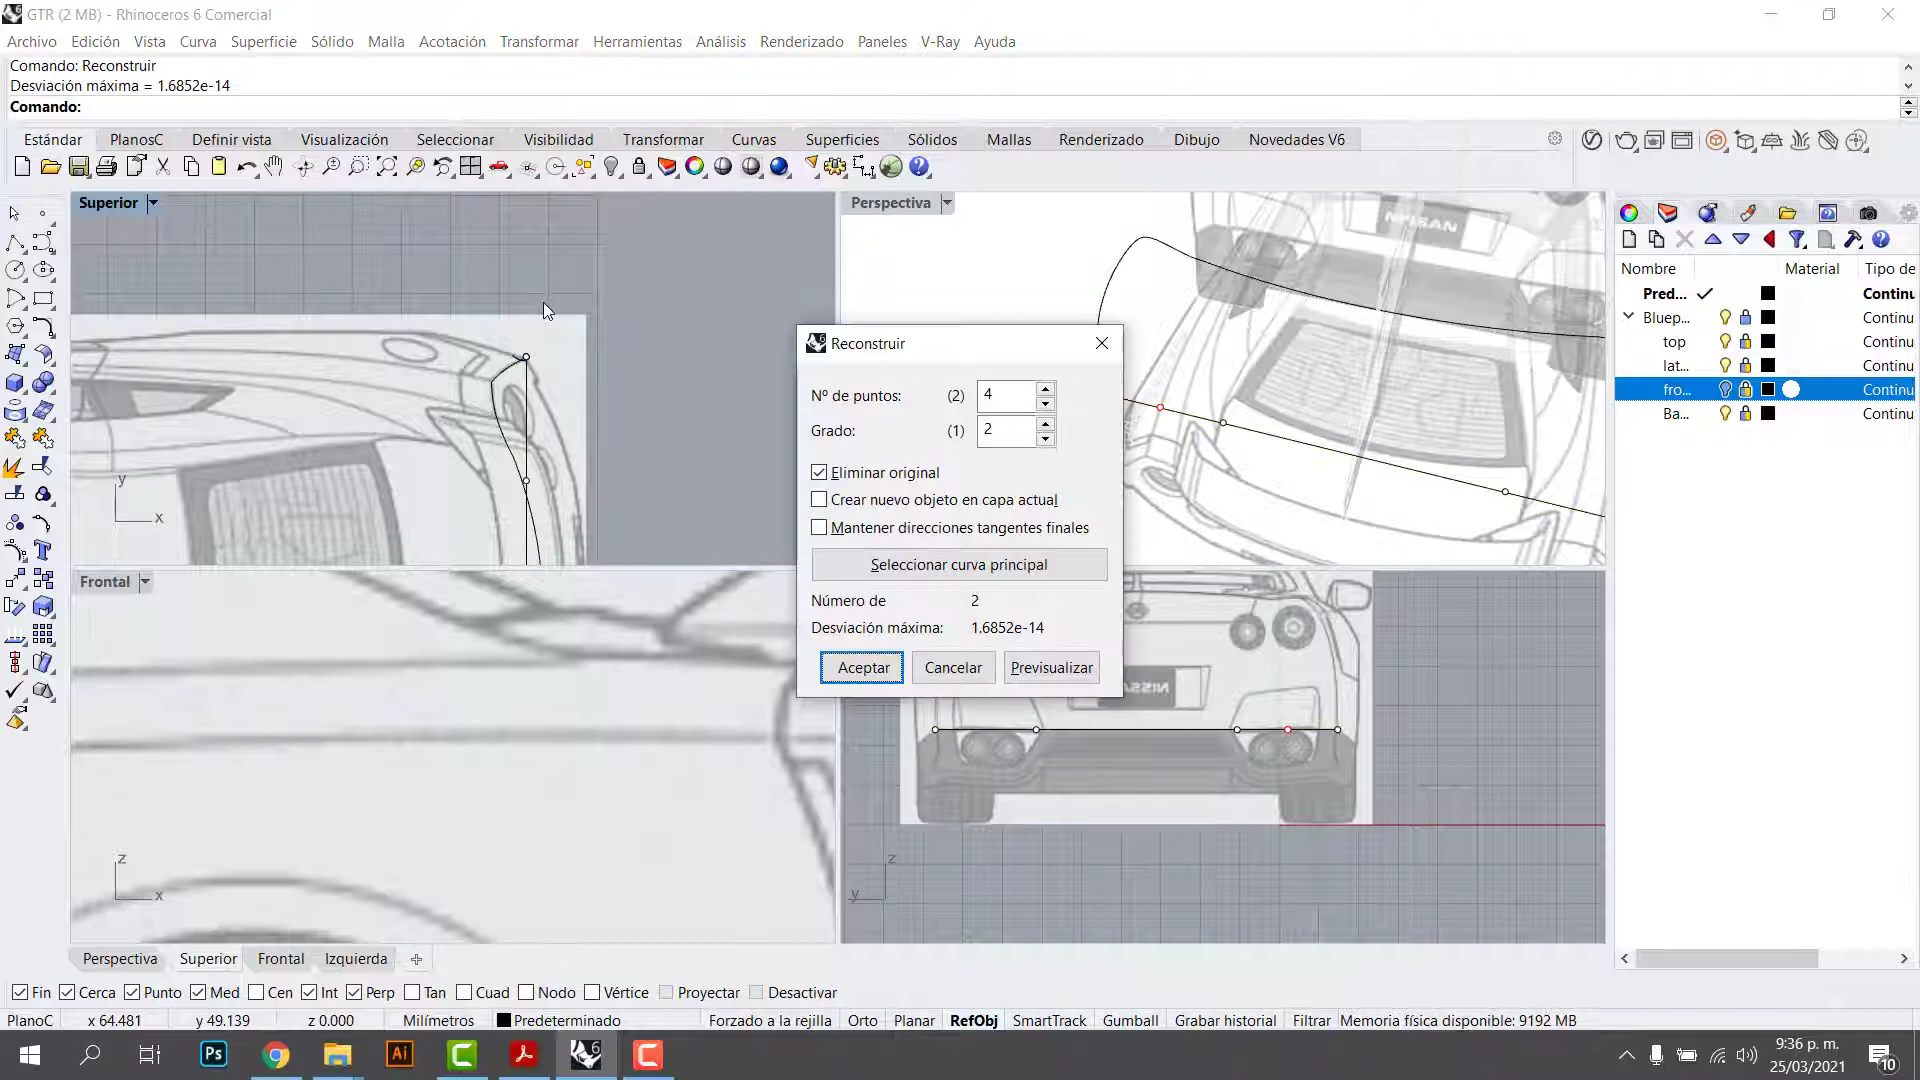 GTR (2 MB) - Rhinoceros 6 Comercial
Archivo Edición Vista Curva Superficie Sólido Malla Acotación Transformar Herramientas Análisis Renderizado Paneles V-Ray Ayuda
Comando: Reconstruir
Desviación máxima = 1.6852e-14
Comando:
Estándar PlanosC Definir vista Visualización Seleccionar Visibilidad Transformar Curvas Superficies Sólidos Mallas Renderizado Dibujo Novedades V6
Superior
Perspectiva
NISSAN
Nombre Material Tipo de
Pred... Continu
Bluep... Continu
top Continu
lat... Continu
fro... Continu
Ba... Continu
Reconstruir
Nº de puntos: (2) 4
Grado: (1) 2
Eliminar original
Crear nuevo objeto en capa actual
Mantener direcciones tangentes finales
Seleccionar curva principal
Número de 2
Desviación máxima: 1.6852e-14
Aceptar Cancelar Previsualizar
y
x
Frontal
NISSAN
z
x
z
y
Perspectiva Superior Frontal Izquierda
Fin Cerca Punto Med Cen Int Perp Tan Cuad Nodo Vértice Proyectar Desactivar
PlanoC x 64.481 y 49.139 z 0.000 Milímetros Predeterminado Forzado a la rejilla Orto Planar RefObj SmartTrack Gumball Grabar historial Filtrar Memoria física disponible: 9192 MB
Ps Ai C 6 C
9:36 p. m.
25/03/2021
10